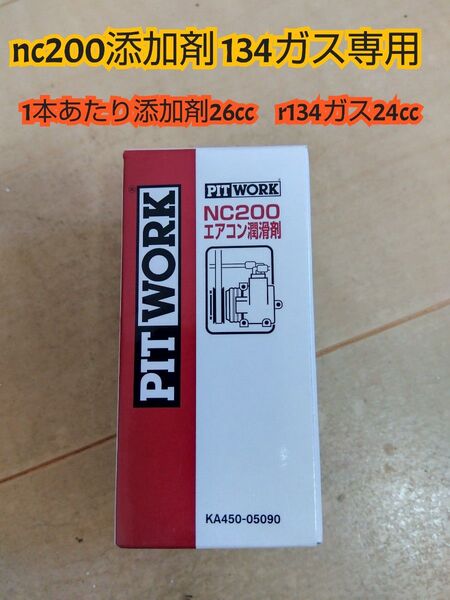 nc200添加剤 134ガス専用
1本あたり添加剤26cc r134ガス24cc
PIT WORK
NC200
エアコン潤滑剤
PIT WORK®
KA450-05090